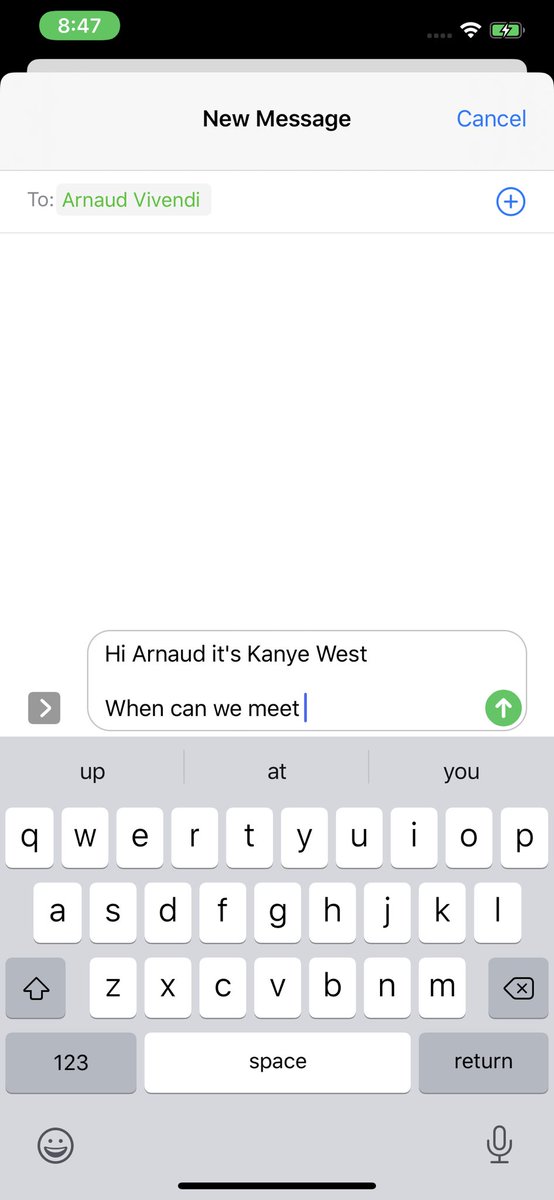 8:47
New Message
Cancel
To: Arnaud Vivendi
Hi Arnaud it's Kanye West
When can we meet
up at you
q w e r t y u i o p
a s d f g h j k l
z x c v b n m
123 space return